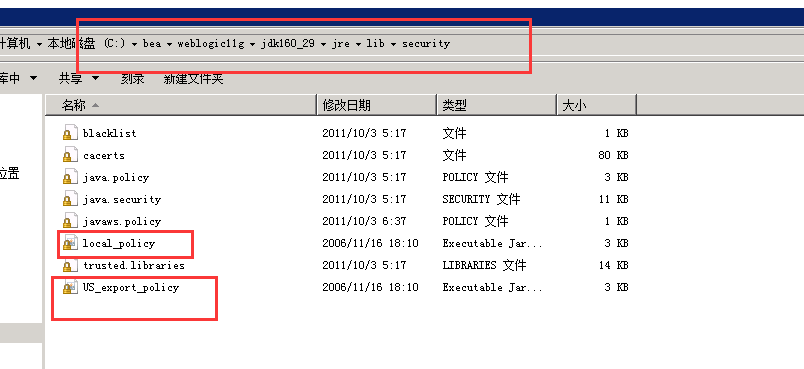 计算机 本地磁盘 (C:) bea weblogic11g jdk160_29 jre lib security
库中 共享 刻录 新建文件夹
名称 修改日期 类型 大小
blacklist 2011/10/3 5:17 文件 1 KB
cacerts 2011/10/3 5:17 文件 80 KB
位置
java.policy 2011/10/3 5:17 POLICY 文件 3 KB
java.security 2011/10/3 5:17 SECURITY 文件 11 KB
javaws.policy 2011/10/3 6:37 POLICY 文件 1 KB
local_policy 2006/11/16 18:10 Executable Jar... 3 KB
trusted.libraries 2011/10/3 5:17 LIBRARIES 文件 14 KB
US_export_policy 2006/11/16 18:10 Executable Jar... 3 KB